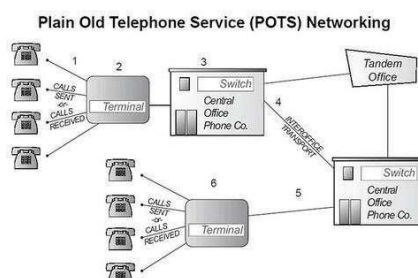 Plain Old Telephone Service (POTS) Networking
1
2
3
CALLS
SENT
-or-
CALLS
RECEIVED
Terminal
Switch
Central
Office
Phone Co.
Tandem
Office
4
INTEROFFICE
TRANSPORT
Switch
Central
Office
Phone Co.
5
6
CALLS
SENT
-or-
CALLS
RECEIVED
Terminal